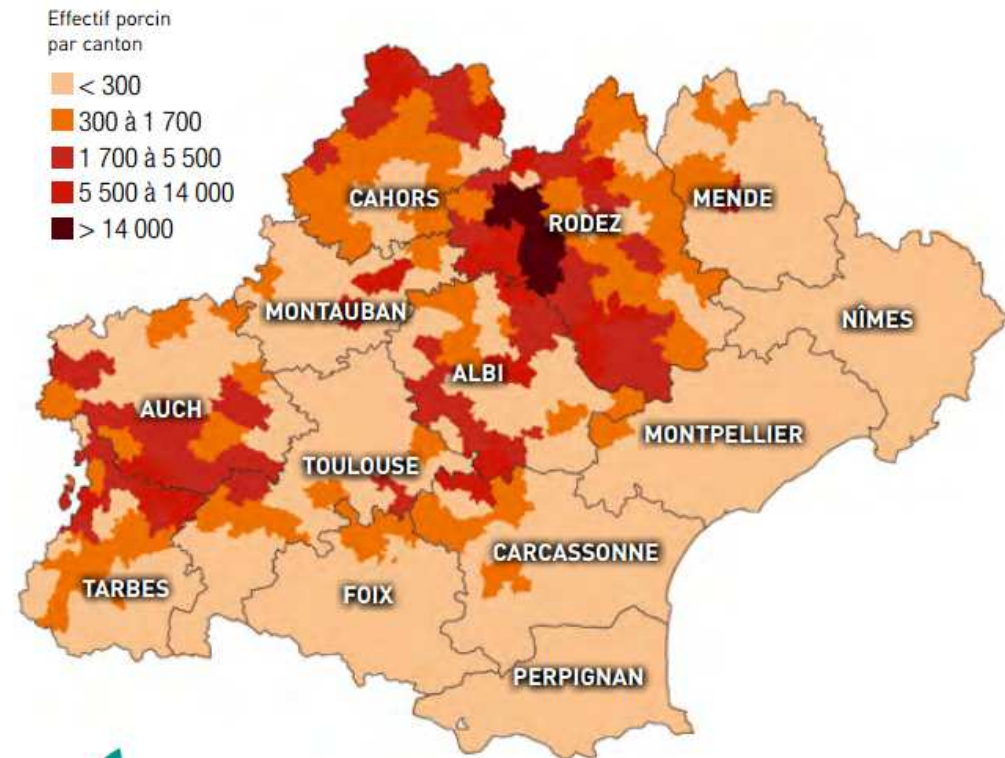 Effectif porcin
par canton
< 300
300 à 1 700
1 700 à 5 500
5 500 à 14 000
> 14 000
CAHORS
RODEZ
MENDE
MONTAUBAN
NÎMES
ALBI
AUCH
MONTPELLIER
TOULOUSE
CARCASSONNE
TARBES
FOIX
PERPIGNAN